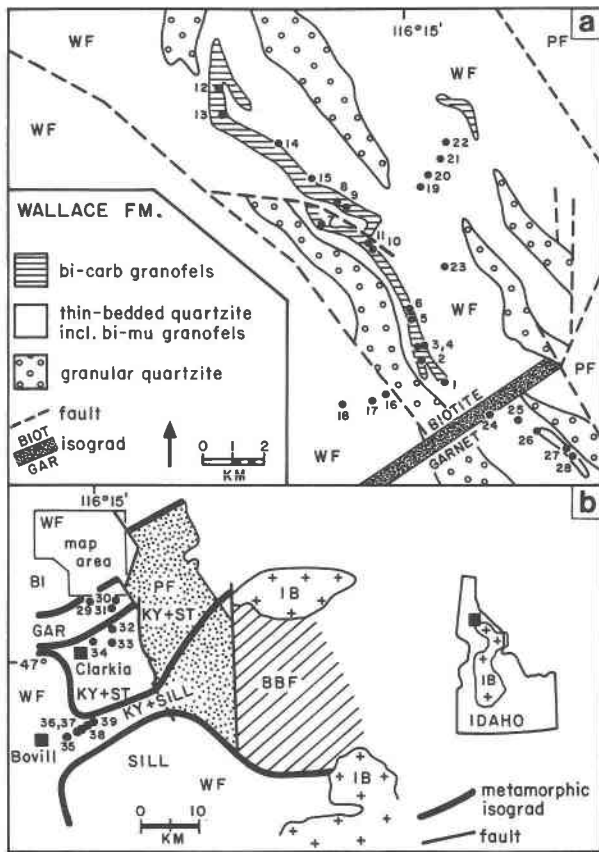 a
116°15'
WF
PF
WF
WF
12
13
14
15
8
9
7
11
10
22
21
20
19
23
WF
6
5
3,4
2
1
PF
16
17
18
24
25
26
27
28
BIOTITE
GARNET
WF
WALLACE FM.
bi-carb granofels
thin-bedded quartzite
incl. bi-mu granofels
granular quartzite
fault
BIOT
isograd
GAR
0 1 2
KM
b
116°15'
WF
map
area
BI
30
29
31
GAR
32
33
34
47°
Clarkia
KY+ST
PF
KY+ST
IB
BBF
KY+SILL
WF
36,37
39
38
35
Bovill
SILL
WF
IB
IB
IDAHO
0 10
KM
metamorphic
isograd
fault